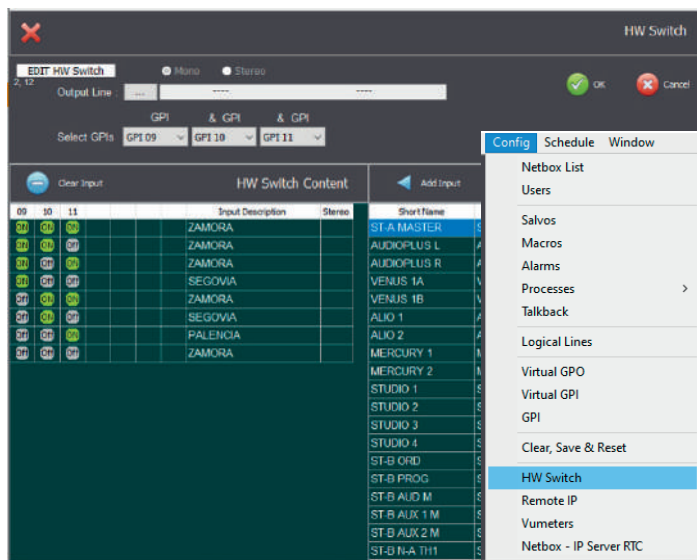 HW Switch
EDIT HW Switch
Mono
Stereo
2, 12
Output Line :
...
----
----
OK
Cancel
GPI & GPI & GPI
Select GPIs GPI 09 GPI 10 GPI 11
Clear Input
HW Switch Content
Add Input
09 10 11 Input Description Stereo
ON ON ON ZAMORA
ON ON Off ZAMORA
ON Off ON ZAMORA
ON Off Off SEGOVIA
Off ON ON ZAMORA
Off ON Off SEGOVIA
Off Off ON PALENCIA
Off Off Off ZAMORA
Short Name
ST-A MASTER S
AUDIOPLUS L A
AUDIOPLUS R A
VENUS 1A
VENUS 1B
ALIO 1 A
ALIO 2 A
MERCURY 1
MERCURY 2
STUDIO 1 S
STUDIO 2 S
STUDIO 3 S
STUDIO 4 S
ST-B ORD S
ST-B PROG S
ST-B AUD M S
ST-B AUX 1 M S
ST-B AUX 2 M S
ST-B N-A TH1 S
Config Schedule Window
Netbox List
Users
Salvos
Macros
Alarms
Processes >
Talkback
Logical Lines
Virtual GPO
Virtual GPI
GPI
Clear, Save & Reset
HW Switch
Remote IP
Vumeters
Netbox - IP Server RTC